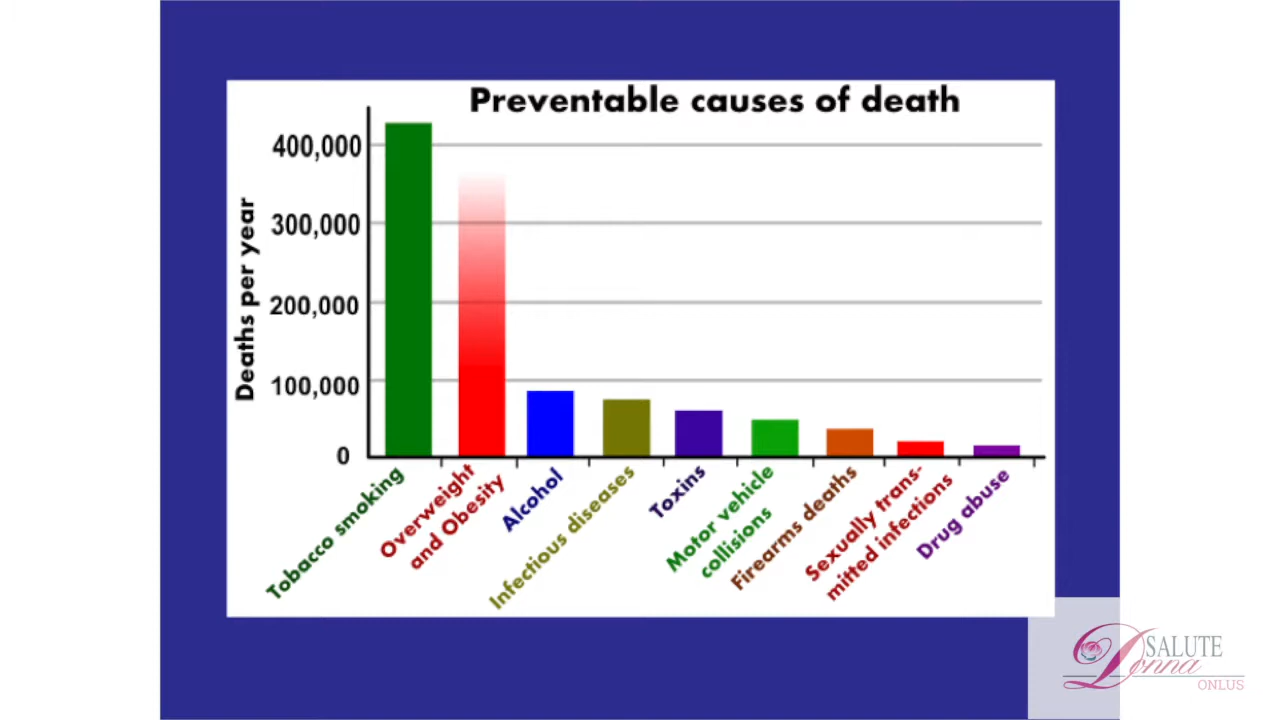 Preventable causes of death
Deaths per year
400,000
300,000
200,000
100,000
0
Tobacco smoking
Overweight
and Obesity
Alcohol
Infectious diseases
Toxins
Motor vehicle
collisions
Firearms deaths
Sexually trans-
mitted infections
Drug abuse
SALUTE
Donna
ONLUS